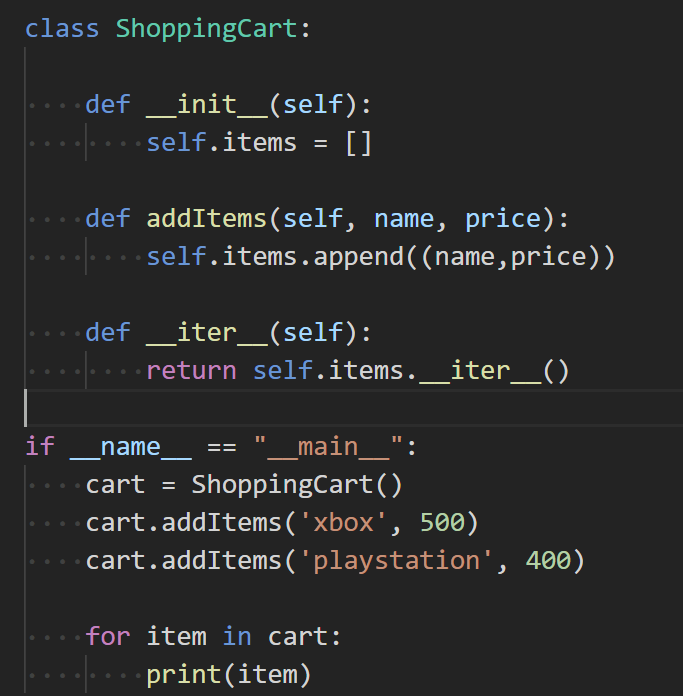 class ShoppingCart:
    def __init__(self):
        self.items = []
    def addItems(self, name, price):
        self.items.append((name,price))
    def __iter__(self):
        return self.items.__iter__()
if __name__ == "__main__":
    cart = ShoppingCart()
    cart.addItems('xbox', 500)
    cart.addItems('playstation', 400)
    for item in cart:
        print(item)